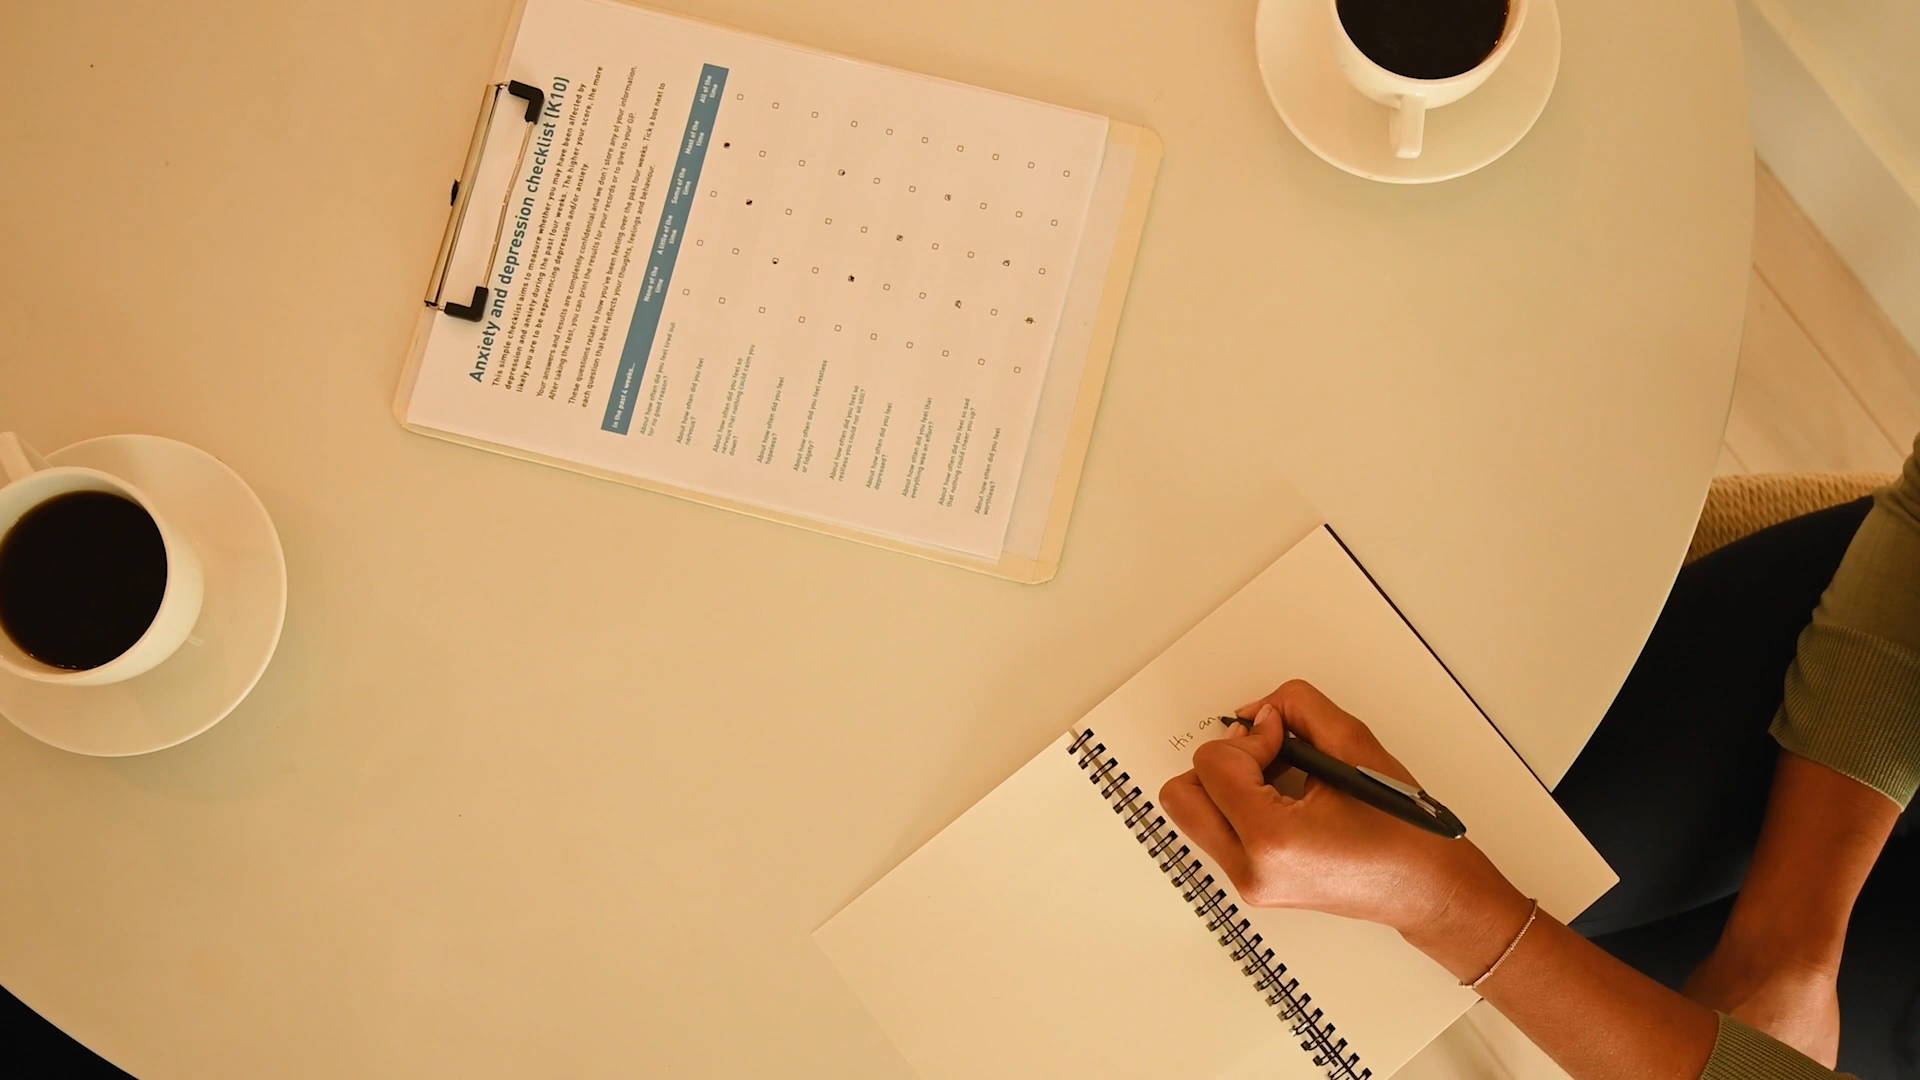 Anxiety and depression checklist (K10)
This simple checklist aims to measure whether you may have been affected by
depression and anxiety during the past four weeks. The higher your score, the more
likely you are to be experiencing depression and/or anxiety.
Your answers and results are completely confidential and we don't store any of your information.
After taking the test, you can print the results for your records or to give to your GP.
These questions relate to how you've been feeling over the past four weeks. Tick a box next to
each question that best reflects your thoughts, feelings and behaviour.
In the past 4 weeks... None of the time A little of the time Some of the time Most of the time All of the time
About how often did you feel tired out
for no good reason?
About how often did you feel
nervous?
About how often did you feel so
nervous that nothing could calm you
down?
About how often did you feel
hopeless?
About how often did you feel restless
or fidgety?
About how often did you feel so
restless you could not sit still?
About how often did you feel
depressed?
About how often did you feel that
everything was an effort?
About how often did you feel so sad
that nothing could cheer you up?
About how often did you feel
worthless?
His an